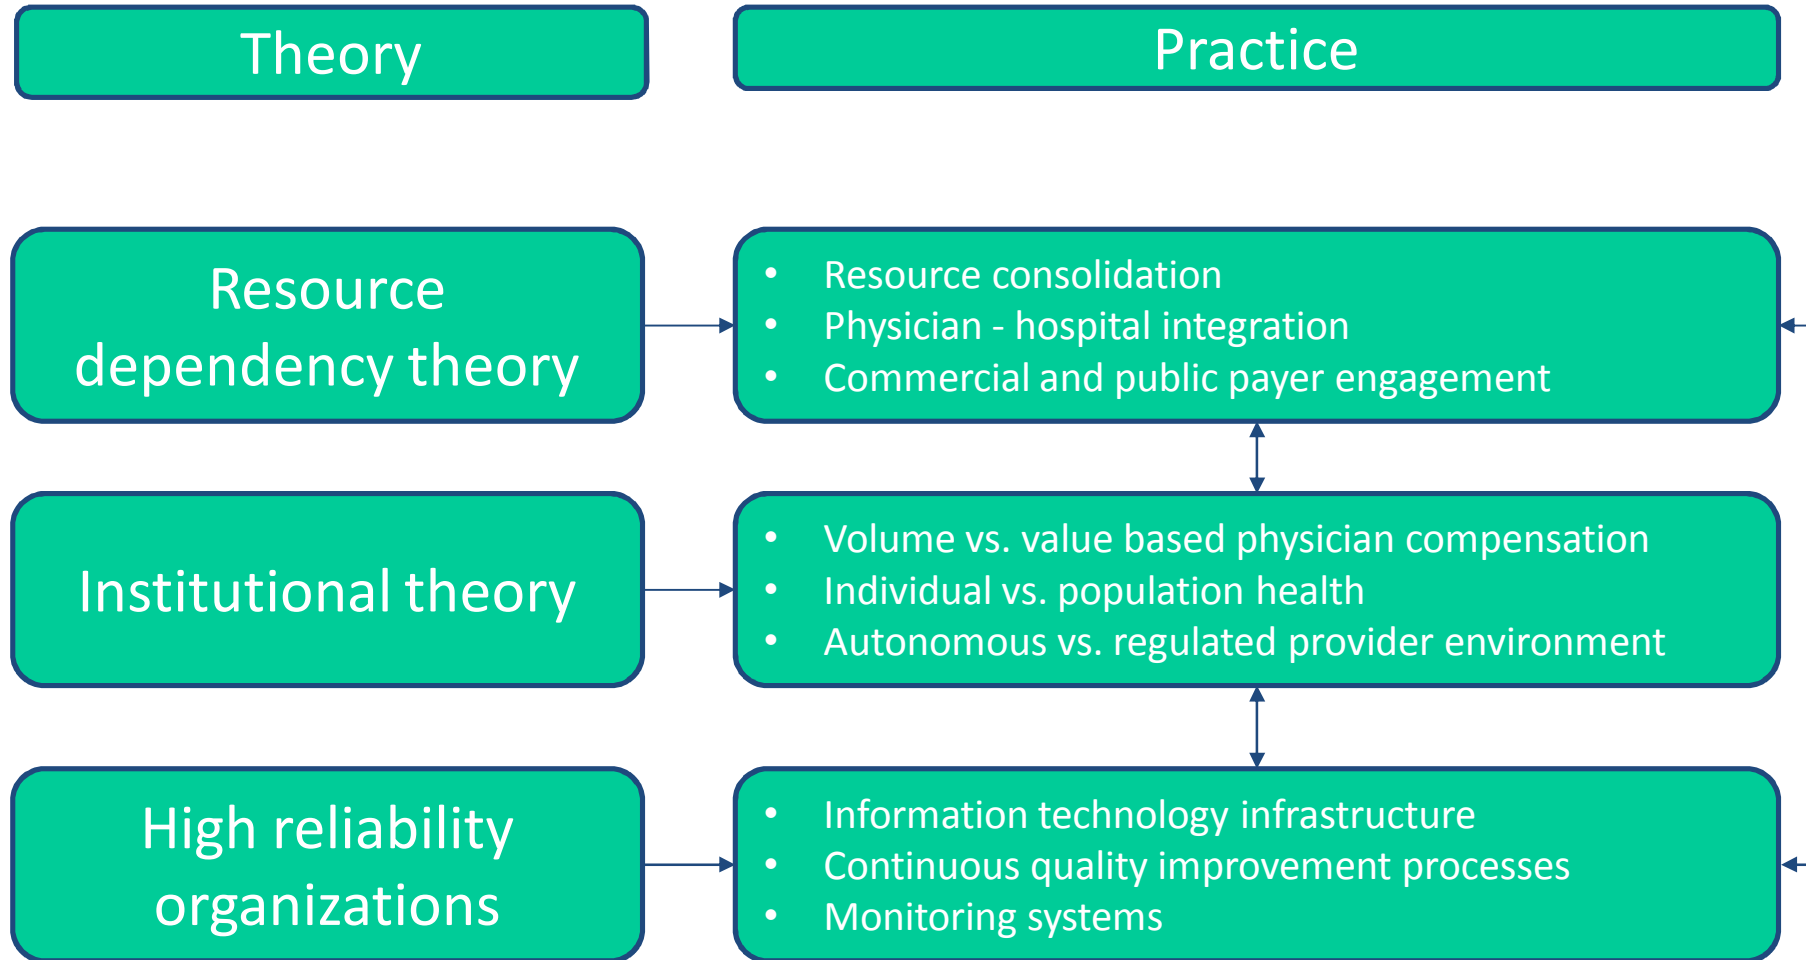 Theory
Practice
Resource
dependency theory
• Resource consolidation
• Physician - hospital integration
• Commercial and public payer engagement
Institutional theory
• Volume vs. value based physician compensation
• Individual vs. population health
• Autonomous vs. regulated provider environment
High reliability
organizations
• Information technology infrastructure
• Continuous quality improvement processes
• Monitoring systems